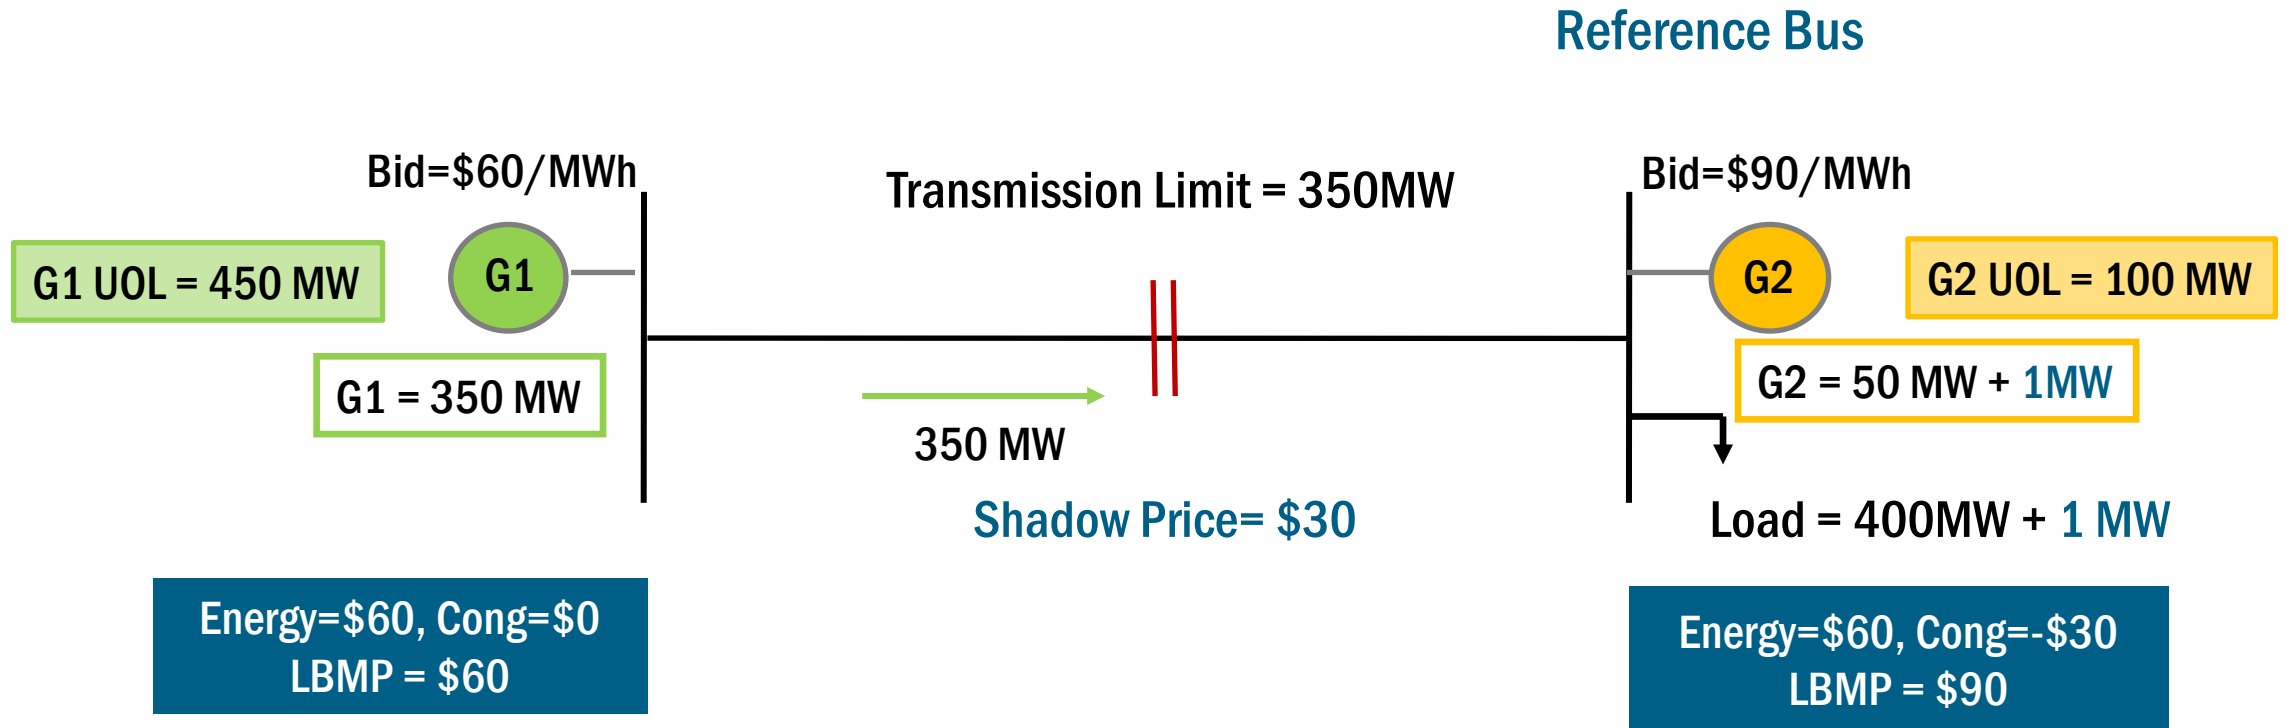 Reference Bus
Bid=$60/MWh
Transmission Limit = 350MW
Bid=$90/MWh
G1 UOL = 450 MW
G1
G2
G2 UOL = 100 MW
G1 = 350 MW
G2 = 50 MW + 1MW
350 MW
Shadow Price= $30
Load = 400MW + 1 MW
Energy=$60, Cong=$0
LBMP = $60
Energy=$60, Cong=-$30
LBMP = $90